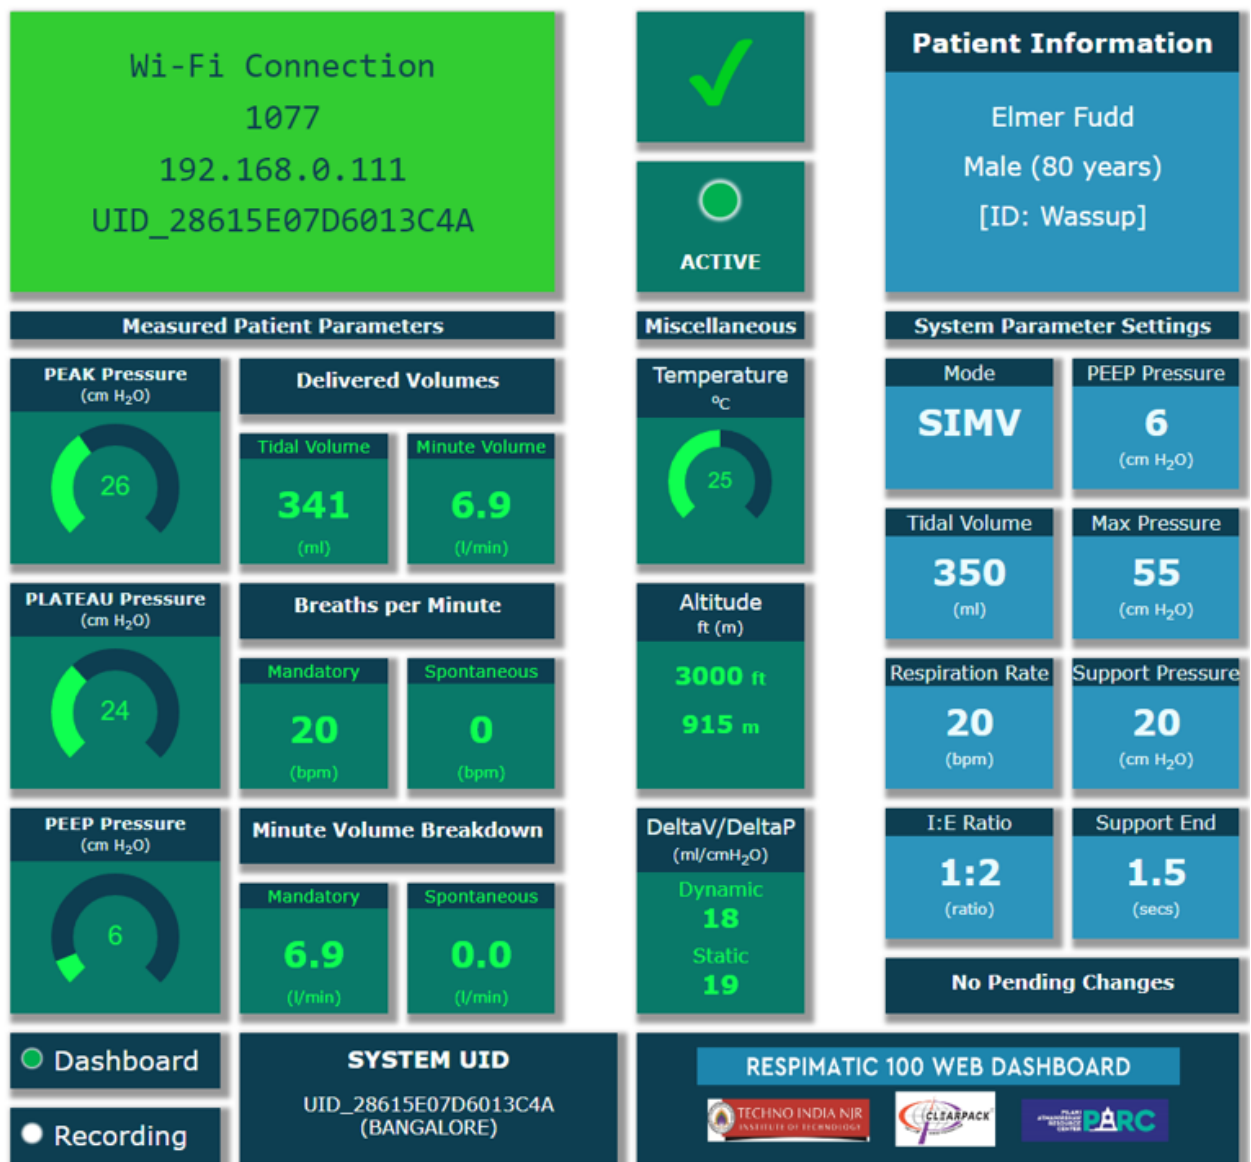 Wi-Fi Connection
1077
192.168.0.111
UID_28615E07D6013C4A
ACTIVE
Patient Information
Elmer Fudd
Male (80 years)
[ID: Wassup]
Measured Patient Parameters
PEAK Pressure
(cm H₂O)
26
Delivered Volumes
Tidal Volume
341
(ml)
Minute Volume
6.9
(l/min)
PLATEAU Pressure
(cm H₂O)
24
Breaths per Minute
Mandatory
20
(bpm)
Spontaneous
0
(bpm)
PEEP Pressure
(cm H₂O)
6
Minute Volume Breakdown
Mandatory
6.9
(l/min)
Spontaneous
0.0
(l/min)
Miscellaneous
Temperature
ºC
25
Altitude
ft (m)
3000 ft
915 m
DeltaV/DeltaP
(ml/cmH₂O)
Dynamic
18
Static
19
System Parameter Settings
Mode
SIMV
PEEP Pressure
6
(cm H₂O)
Tidal Volume
350
(ml)
Max Pressure
55
(cm H₂O)
Respiration Rate
20
(bpm)
Support Pressure
20
(cm H₂O)
I:E Ratio
1:2
(ratio)
Support End
1.5
(secs)
No Pending Changes
Dashboard
Recording
SYSTEM UID
UID_28615E07D6013C4A
(BANGALORE)
RESPIMATIC 100 WEB DASHBOARD
TECHNO INDIA NJR
INSTITUTE OF TECHNOLOGY
CLEARPACK
PILANI
RESOURCE
CENTER
PARC